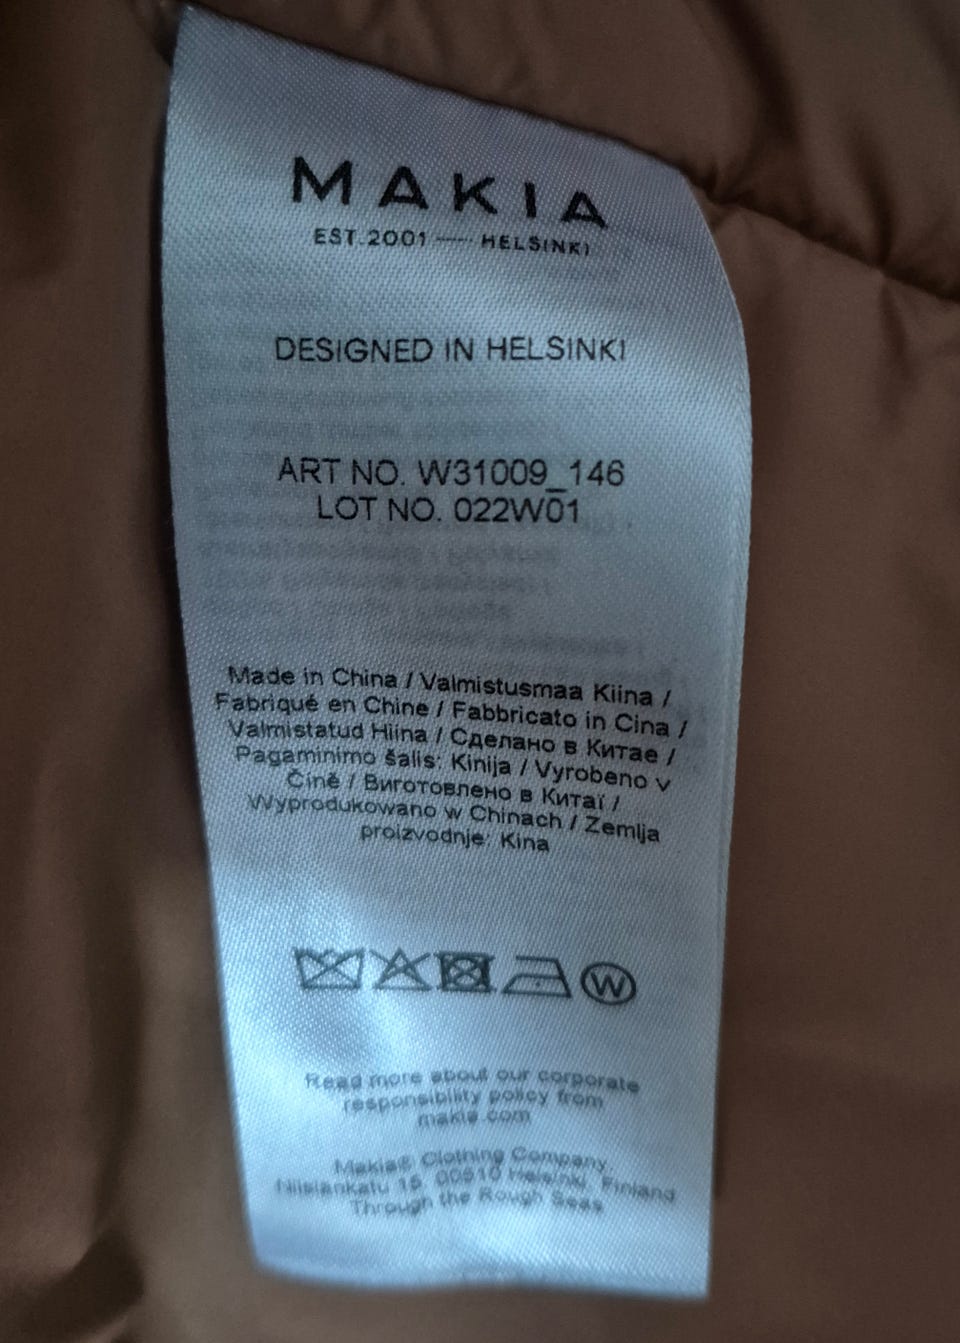 MAKIA
EST.2001 — HELSINKI
DESIGNED IN HELSINKI
ART NO. W31009_146
LOT NO. 022W01
Made in China / Valmistusmaa Kiina /
Fabriqué en Chine / Fabbricato in Cina /
Valmistatud Hiina / Сделано в Китае /
Pagaminimo šalis: Kinija / Vyrobeno v
Číně / Виготовлено в Китаї /
Wyprodukowano w Chinach / Zemlja
proizvodnje: Kina
W
Read more about our corporate
responsibility policy from
makia.com
Makia® Clothing Company
Nilsiänkatu 15, 00510 Helsinki, Finland
Through the Rough Seas